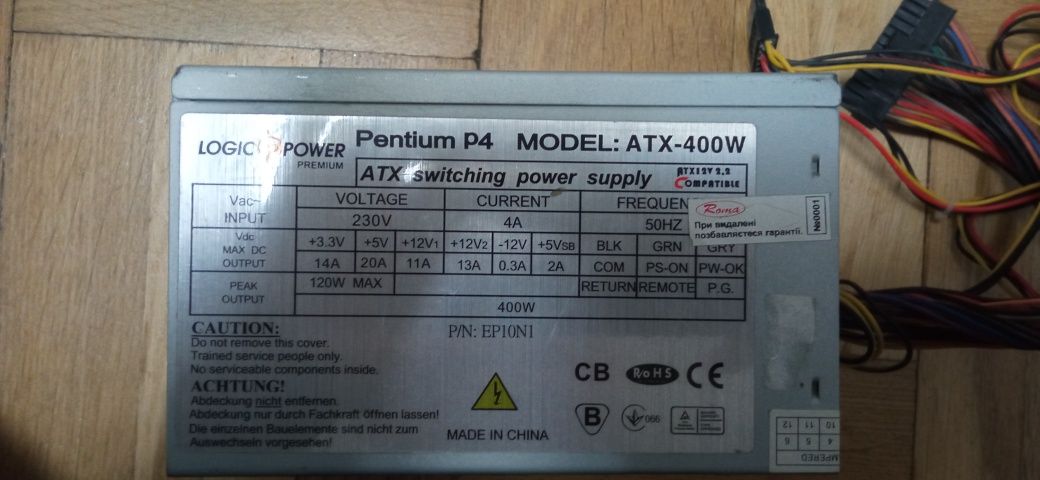 LOGIC POWER
PREMIUM
Pentium P4 MODEL: ATX-400W
ATX switching power supply
ATX12V 2.2
COMPATIBLE
Vac~ INPUT VOLTAGE CURRENT FREQUEN
230V 4A 50HZ
Roma
При видалені
позбавляєтеся гарантії.
№0001
Vdc
MAX DC
OUTPUT
+3.3V +5V +12V1 +12V2 -12V +5VSB BLK GRN GRY
14A 20A 11A 13A 0.3A 2A COM PS-ON PW-OK
PEAK
OUTPUT
120W MAX RETURN REMOTE P.G.
400W
CAUTION:
Do not remove this cover.
Trained service people only.
No serviceable components inside.
ACHTUNG!
Abdeckung nicht entfernen.
Abdeckung nur durch Fachkraft öffnen lassen!
Die einzelnen Bauelemente sind nicht zum
Auswechseln vorgesehen!
P/N: EP10N1
MADE IN CHINA
CB RoHS CE
B 066
10 11 12
4 5 6
MPERED